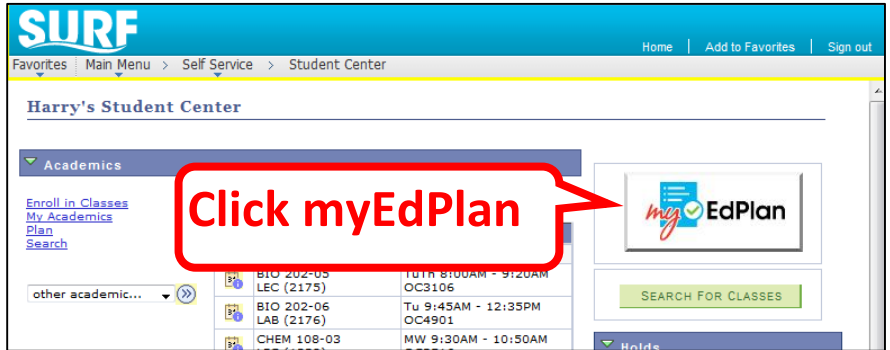 SURF
Home | Add to Favorites | Sign out
Favorites Main Menu > Self Service > Student Center
Harry's Student Center
Academics
Enroll in Classes
My Academics
Plan
Search
other academic...
Click myEdPlan
my EdPlan
BIO 202-05 TuTh 8:00AM - 9:20AM
LEC (2175) OC3106
BIO 202-06 Tu 9:45AM - 12:35PM
LAB (2176) OC4901
CHEM 108-03 MW 9:30AM - 10:50AM
SEARCH FOR CLASSES
Holds